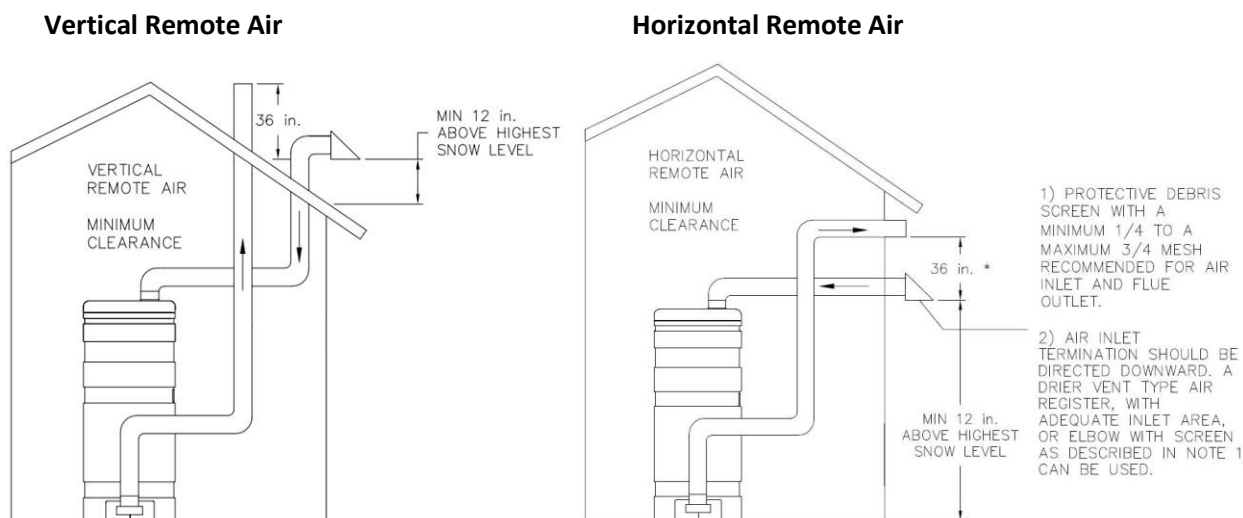 Vertical Remote Air
Horizontal Remote Air
36 in.
MIN 12 in.
ABOVE HIGHEST
SNOW LEVEL
VERTICAL
REMOTE AIR
MINIMUM
CLEARANCE
HORIZONTAL
REMOTE AIR
MINIMUM
CLEARANCE
36 in. *
MIN 12 in.
ABOVE HIGHEST
SNOW LEVEL
1) PROTECTIVE DEBRIS
SCREEN WITH A
MINIMUM 1/4 TO A
MAXIMUM 3/4 MESH
RECOMMENDED FOR AIR
INLET AND FLUE
OUTLET.
2) AIR INLET
TERMINATION SHOULD BE
DIRECTED DOWNWARD. A
DRIER VENT TYPE AIR
REGISTER, WITH
ADEQUATE INLET AREA,
OR ELBOW WITH SCREEN
AS DESCRIBED IN NOTE 1
CAN BE USED.